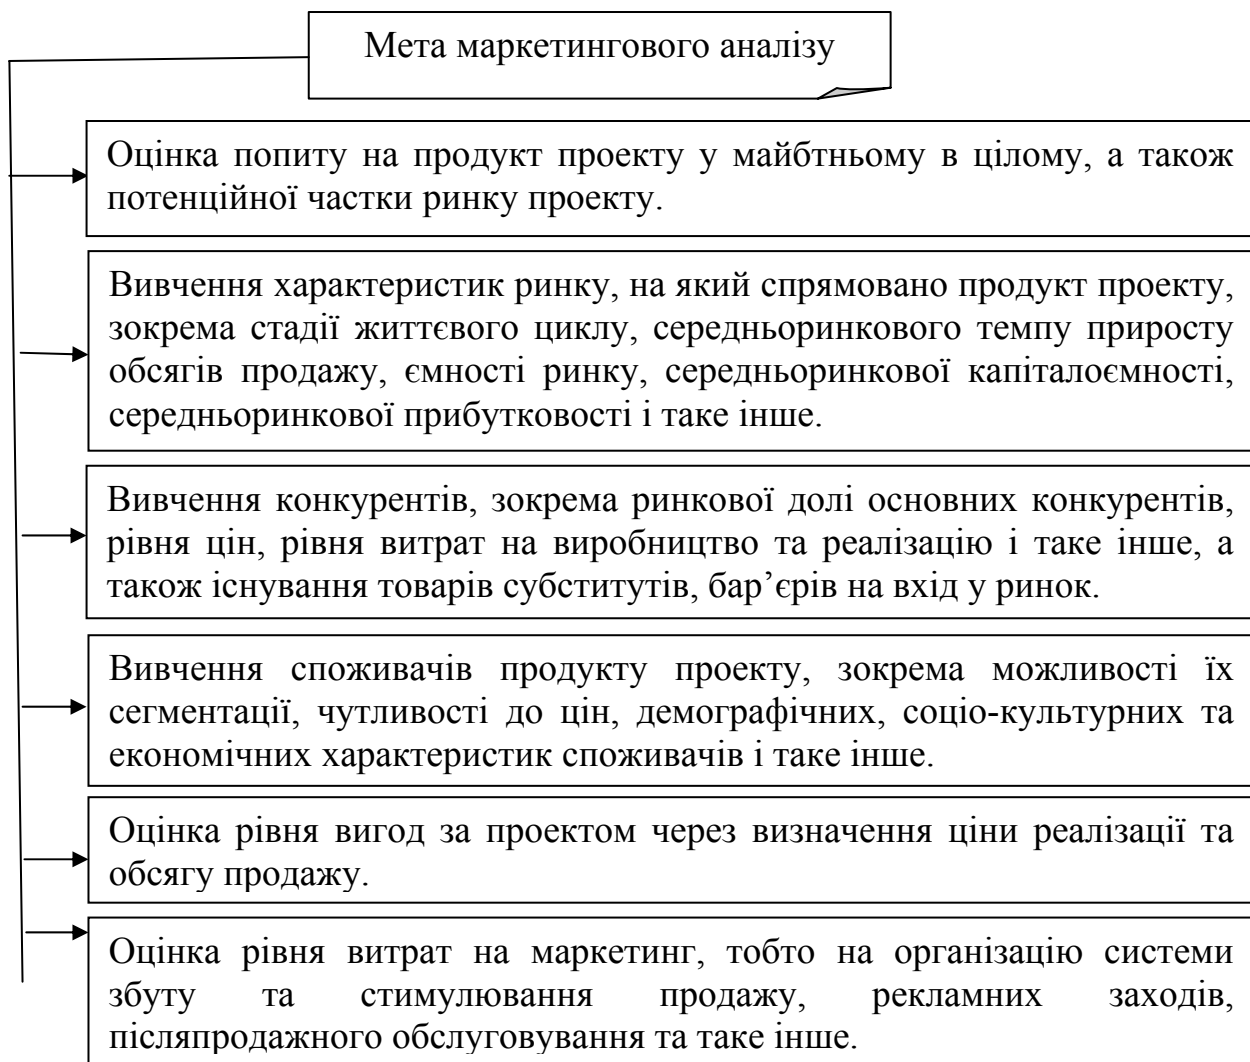 Мета маркетингового аналізу
Оцінка попиту на продукт проекту у майбтньому в цілому, а також
потенційної частки ринку проекту.
Вивчення характеристик ринку, на який спрямовано продукт проекту,
зокрема стадії життєвого циклу, середньоринкового темпу приросту
обсягів продажу, ємності ринку, середньоринкової капіталоємності,
середньоринкової прибутковості і таке інше.
Вивчення конкурентів, зокрема ринкової долі основних конкурентів,
рівня цін, рівня витрат на виробництво та реалізацію і таке інше, а
також існування товарів субститутів, бар’єрів на вхід у ринок.
Вивчення споживачів продукту проекту, зокрема можливості їх
сегментації, чутливості до цін, демографічних, соціо-культурних та
економічних характеристик споживачів і таке інше.
Оцінка рівня вигод за проектом через визначення ціни реалізації та
обсягу продажу.
Оцінка рівня витрат на маркетинг, тобто на організацію системи
збуту та стимулювання продажу, рекламних заходів,
післяпродажного обслуговування та таке інше.